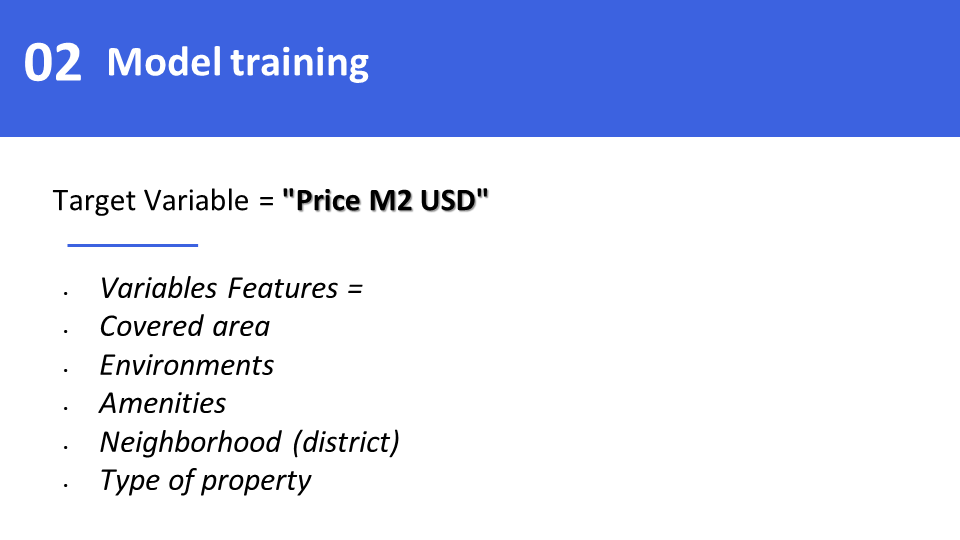 02 Model training
Target Variable = "Price M2 USD"
· Variables Features =
· Covered area
· Environments
· Amenities
· Neighborhood (district)
· Type of property